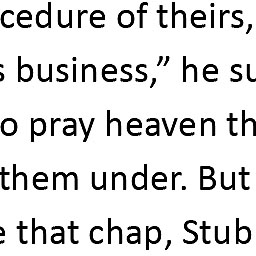 cedure of theirs,
s business,” he su
o pray heaven th
them under. But
e that chap, Stub